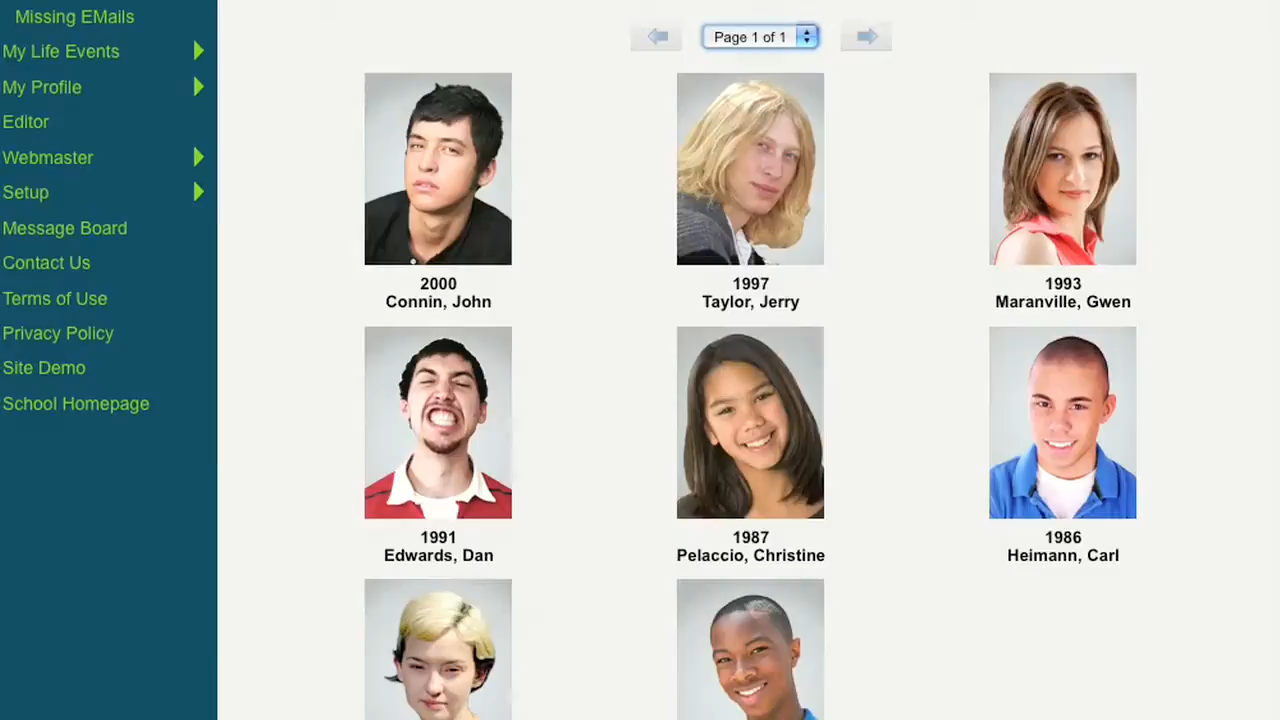 Missing EMails
My Life Events
My Profile
Editor
Webmaster
Setup
Message Board
Contact Us
Terms of Use
Privacy Policy
Site Demo
School Homepage
Page 1 of 1
2000
Connin, John
1997
Taylor, Jerry
1993
Maranville, Gwen
1991
Edwards, Dan
1987
Pelaccio, Christine
1986
Heimann, Carl